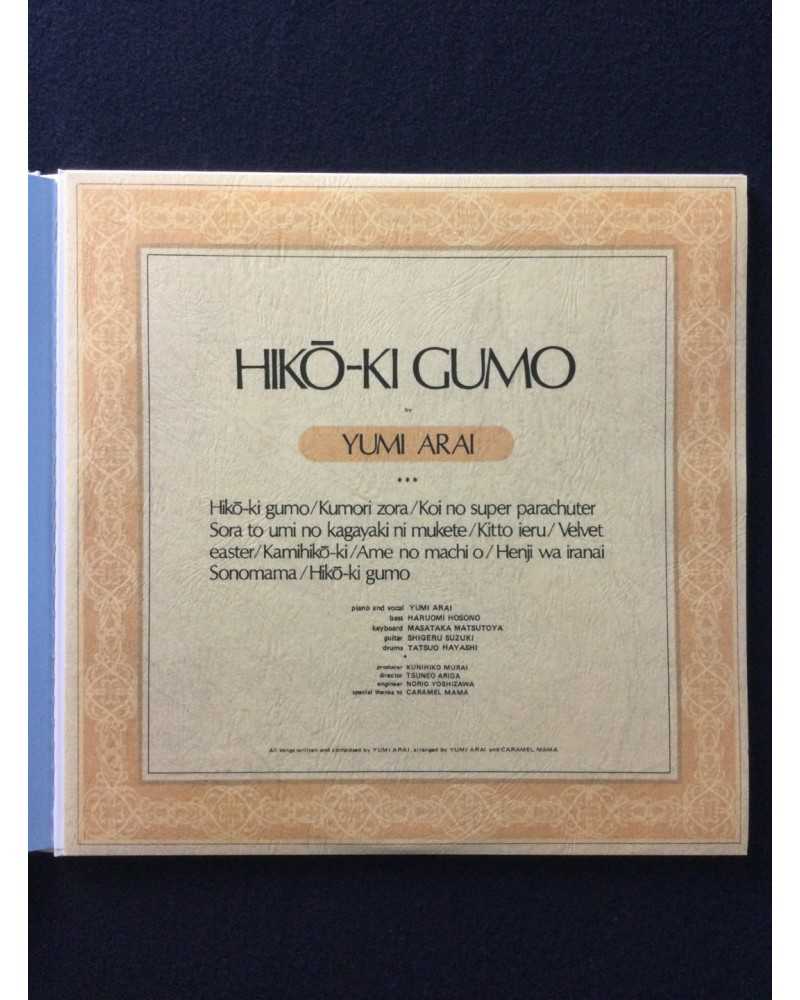 HIKŌ-KI GUMO
by
YUMI ARAI
Hikō-ki gumo/Kumori zora/Koi no super parachuter
Sora to umi no kagayaki ni mukete/Kitto ieru/Velvet
easter/Kamihikō-ki/Ame no machi o/Henji wa iranai
Sonomama/Hikō-ki gumo
piano and vocal YUMI ARAI
bass HARUOMI HOSONO
keyboard MASATAKA MATSUTOYA
guitar SHIGERU SUZUKI
drums TATSUO HAYASHI
producer KUNIHIKO MURAI
director TSUNEO ARIGA
engineer NORIO YOSHIZAWA
special thanks to CARAMEL MAMA
All songs written and composed by YUMI ARAI, arranged by YUMI ARAI and CARAMEL MAMA